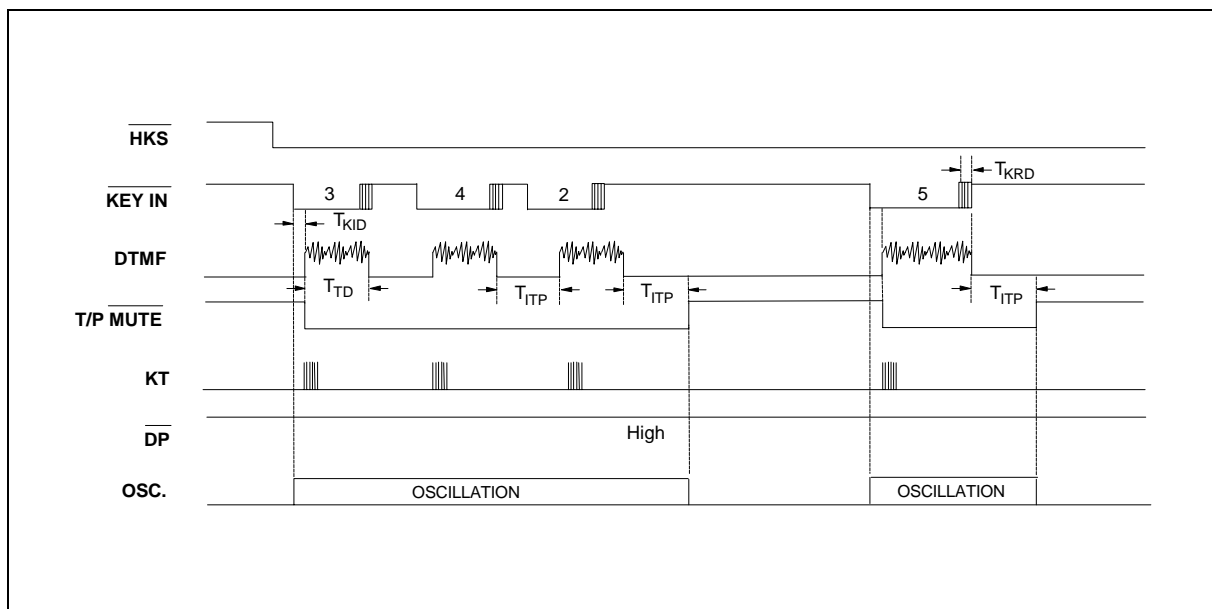 HKS
KEY IN 3 4 2 5 TKRD
TKID
DTMF
TTD TITP TITP TITP
T/P MUTE
KT
DP High
OSC. OSCILLATION OSCILLATION